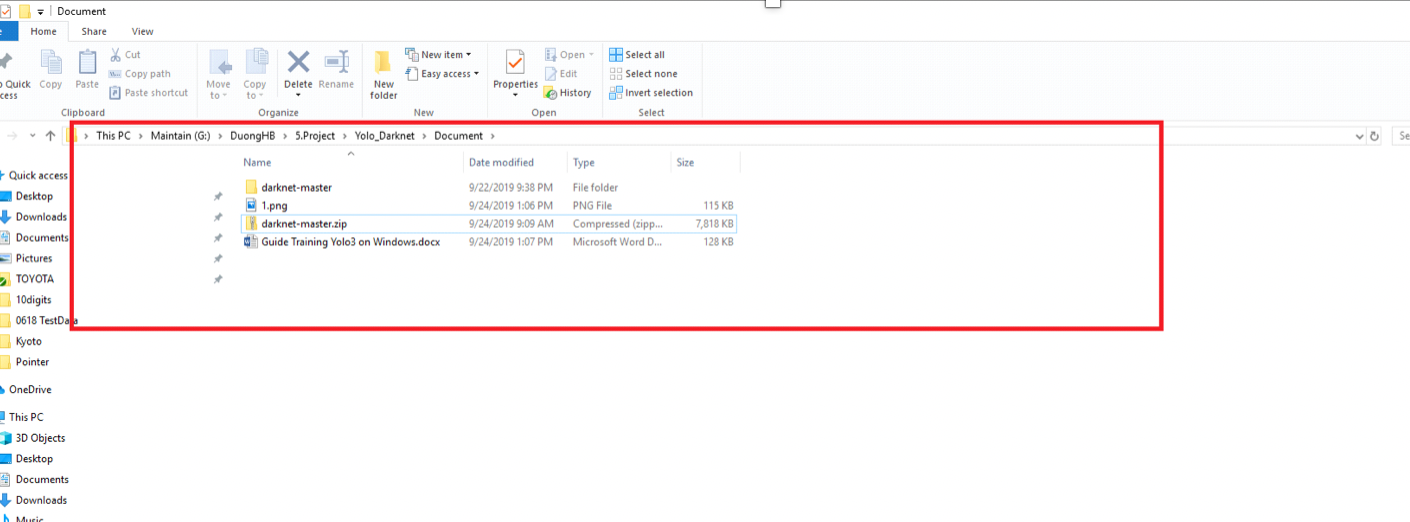 Document
Home Share View
Cut
Copy path
Paste shortcut
Quick
cess
Copy
Paste
Clipboard
Move
to
Copy
to
Delete
Rename
Organize
New
folder
New item
Easy access
New
Properties
Open
Edit
History
Open
Select all
Select none
Invert selection
Select
This PC > Maintain (G:) > DuongHB > 5.Project > Yolo_Darknet > Document >
Se
Quick access
Desktop
Downloads
Documents
Pictures
TOYOTA
10digits
0618 TestData
Kyoto
Pointer
OneDrive
This PC
3D Objects
Desktop
Documents
Downloads
Music
Name Date modified Type Size
darknet-master 9/22/2019 9:38 PM File folder
1.png 9/24/2019 1:06 PM PNG File 115 KB
darknet-master.zip 9/24/2019 9:09 AM Compressed (zipp... 7,818 KB
Guide Training Yolo3 on Windows.docx 9/24/2019 1:07 PM Microsoft Word D... 128 KB